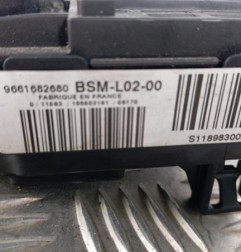 9661682680 BSM-L02-00
FABRIQUE EN FRANCE
S11898300